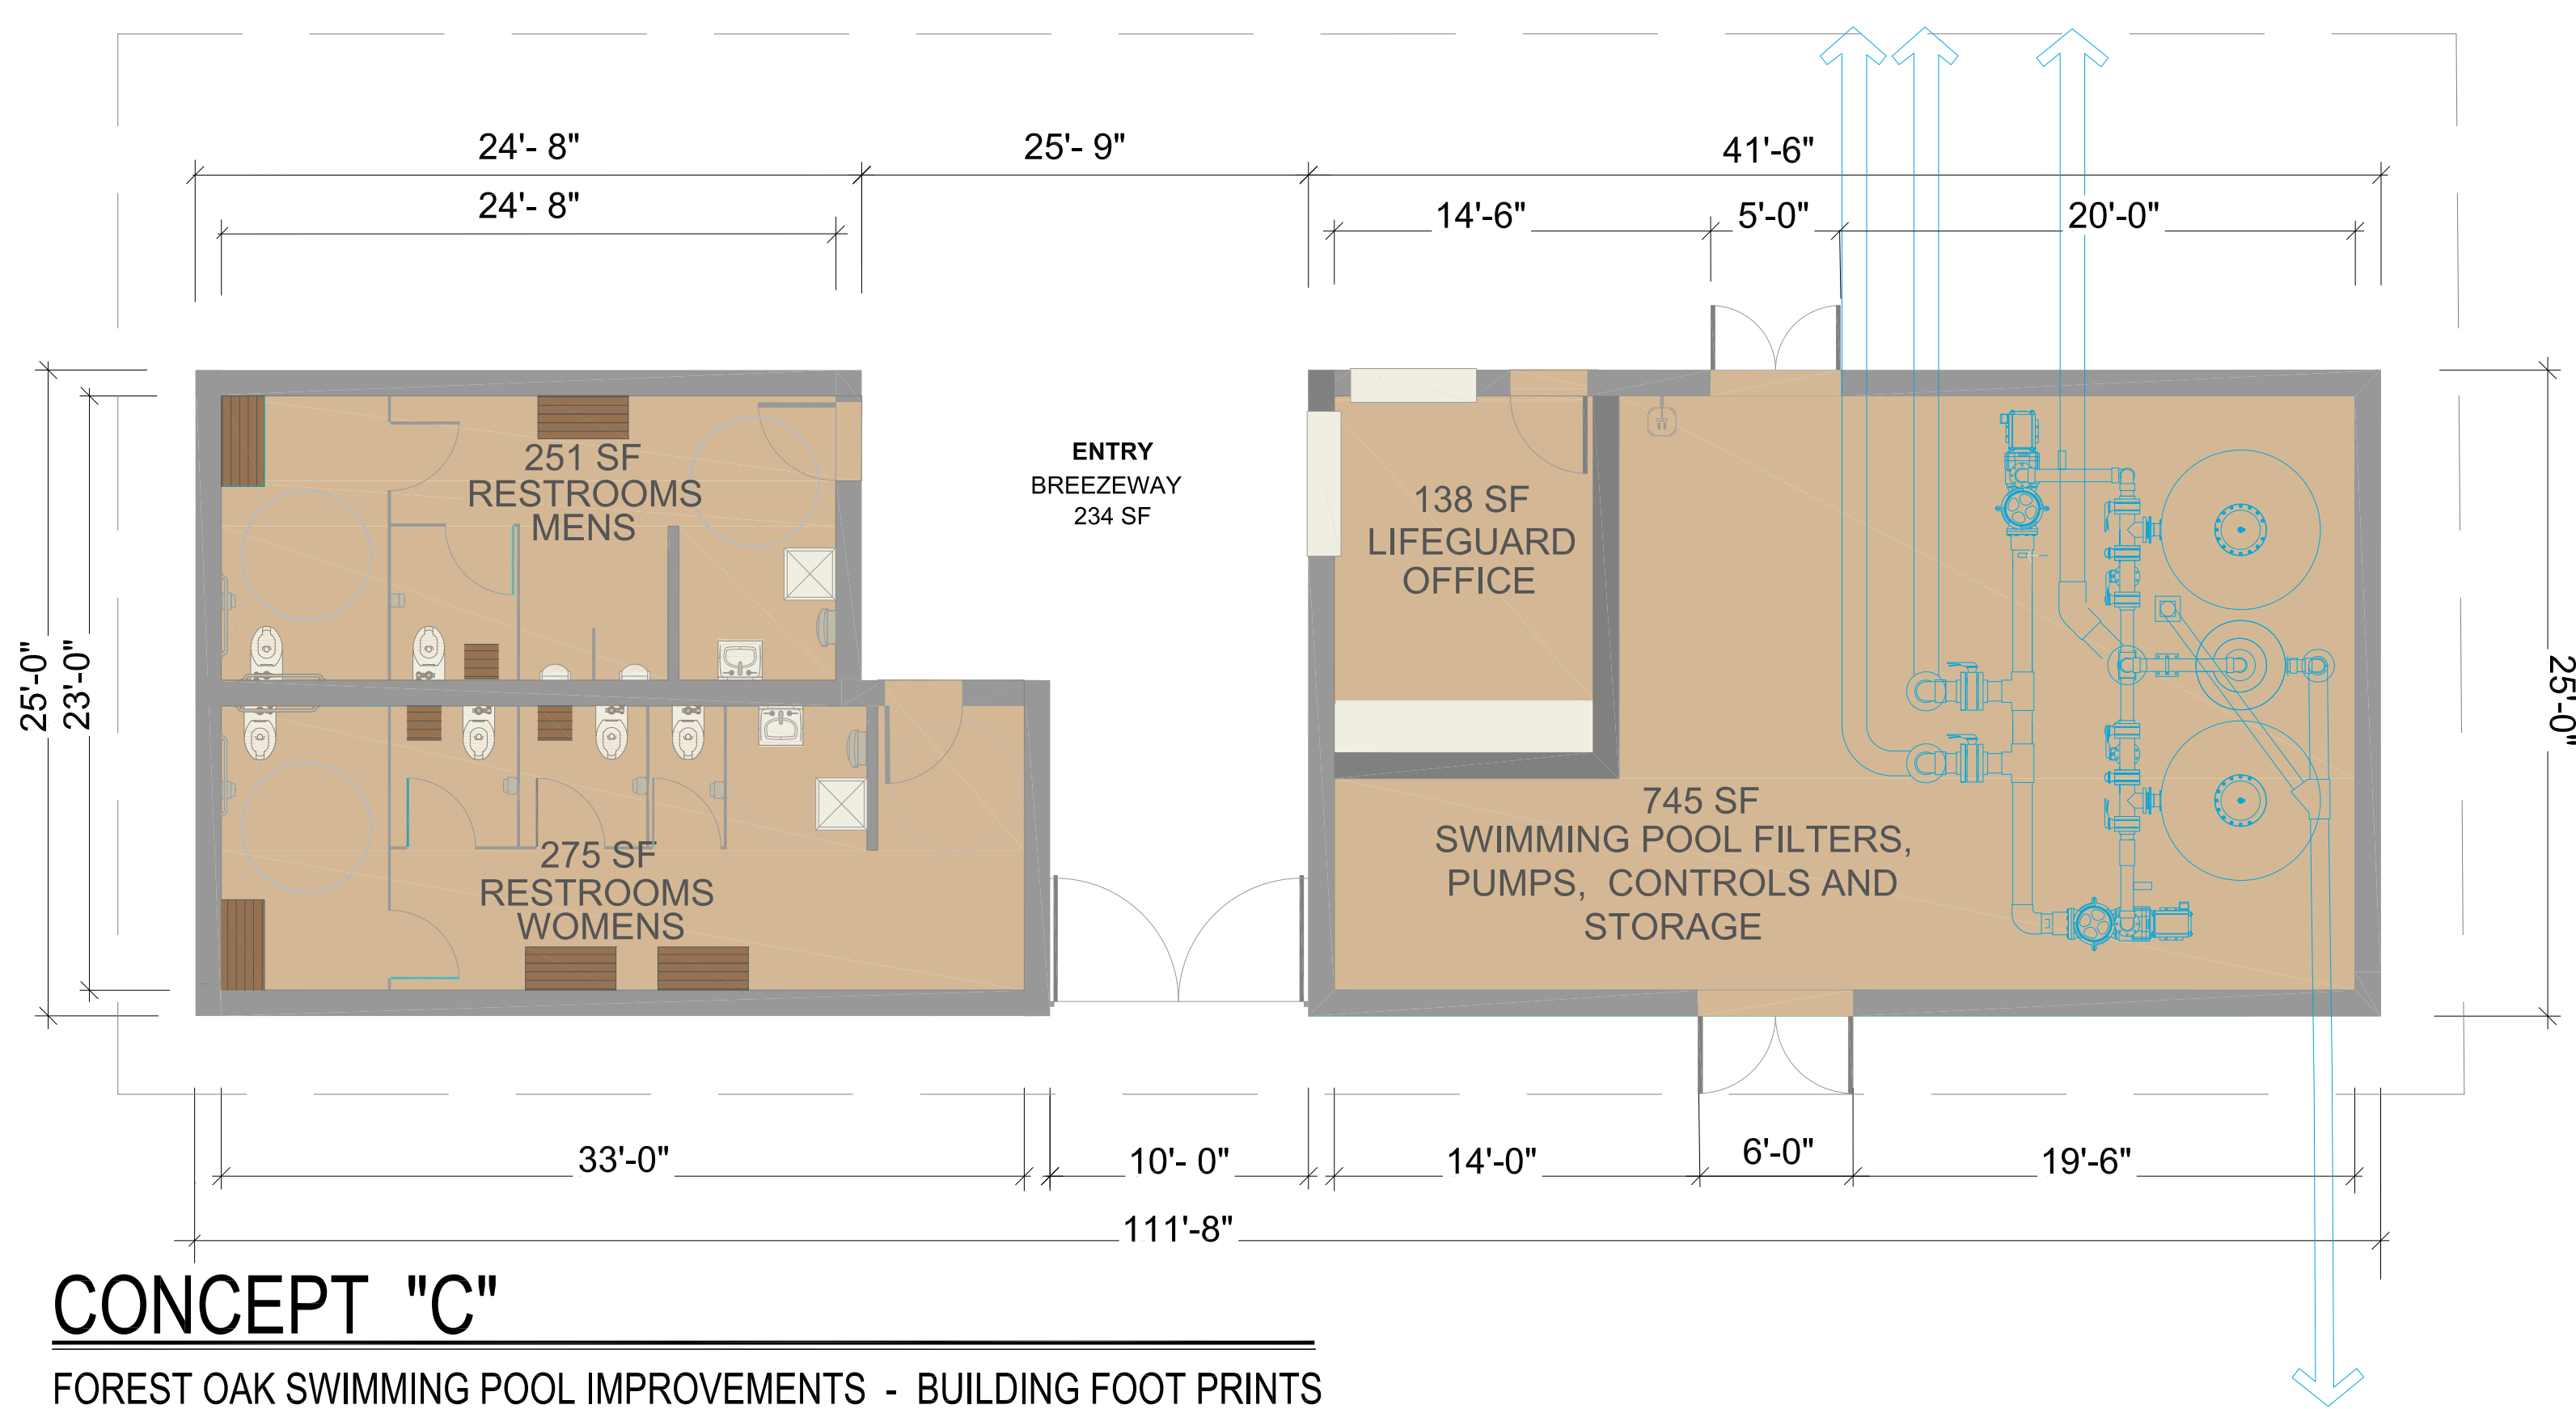 24'- 8"
25'- 9"
41'-6"
24'- 8"
14'-6"
5'-0"
20'-0"
251 SF
RESTROOMS
MENS
ENTRY
BREEZEWAY
234 SF
138 SF
LIFEGUARD
OFFICE
25'-0"
23'-0"
25'-0"
745 SF
SWIMMING POOL FILTERS,
PUMPS, CONTROLS AND
STORAGE
275 SF
RESTROOMS
WOMENS
33'-0"
10'- 0"
14'-0"
6'-0"
19'-6"
111'-8"
CONCEPT "C"
FOREST OAK SWIMMING POOL IMPROVEMENTS - BUILDING FOOT PRINTS